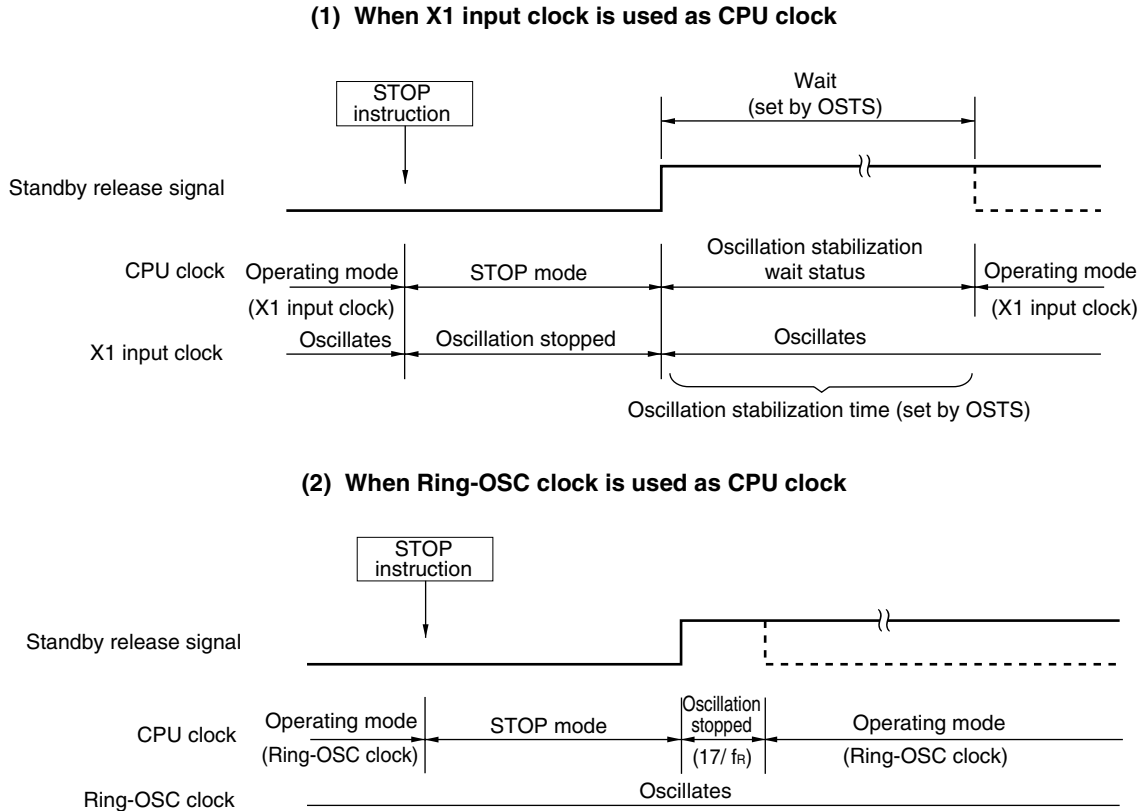 (1) When X1 input clock is used as CPU clock
STOP
instruction
Wait
(set by OSTS)
Standby release signal
CPU clock
Operating mode
(X1 input clock)
STOP mode
Oscillation stabilization
wait status
Operating mode
(X1 input clock)
X1 input clock
Oscillates
Oscillation stopped
Oscillates
Oscillation stabilization time (set by OSTS)
(2) When Ring-OSC clock is used as CPU clock
STOP
instruction
Standby release signal
CPU clock
Operating mode
(Ring-OSC clock)
STOP mode
Oscillation
stopped
(17/ fR)
Operating mode
(Ring-OSC clock)
Ring-OSC clock
Oscillates